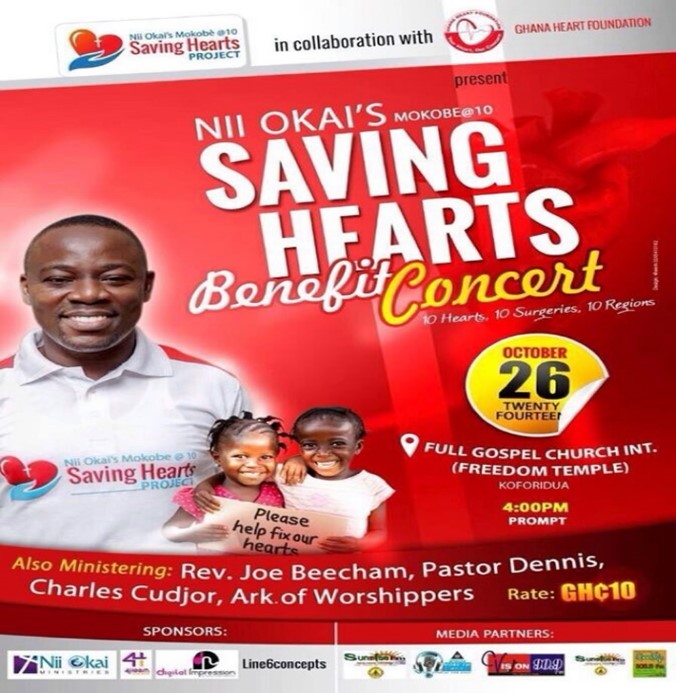 Nii Okai's Mokobè @10
Saving Hearts
PROJECT
in collaboration with
GHANA HEART FOUNDATION
present
NII OKAI'S MOKOBE@10
SAVING
HEARTS
Benefit Concert
10 Hearts, 10 Surgeries, 10 Regions
OCTOBER
26
TWENTY
FOURTEEN
FULL GOSPEL CHURCH INT.
(FREEDOM TEMPLE)
KOFORIDUA
4:00PM
PROMPT
Nii Okai's Mokobe @ 10
Saving Hearts
PROJECT
Please
help fix our
hearts
Also Ministering: Rev. Joe Beecham, Pastor Dennis,
Charles Cudjor, Ark.of Worshippers
Rate: GH¢10
SPONSORS:
MEDIA PARTNERS:
Nii Okai
MINISTRIES
digital Impression
Line6concepts